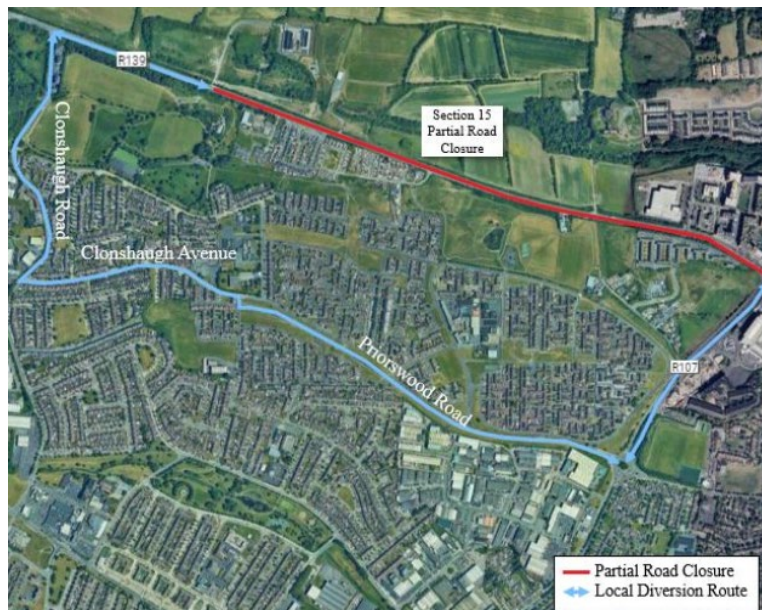 R139
Section 15
Partial Road
Closure
Clonshaugh Road
Clonshaugh Avenue
Priorswood Road
R107
Partial Road Closure
Local Diversion Route